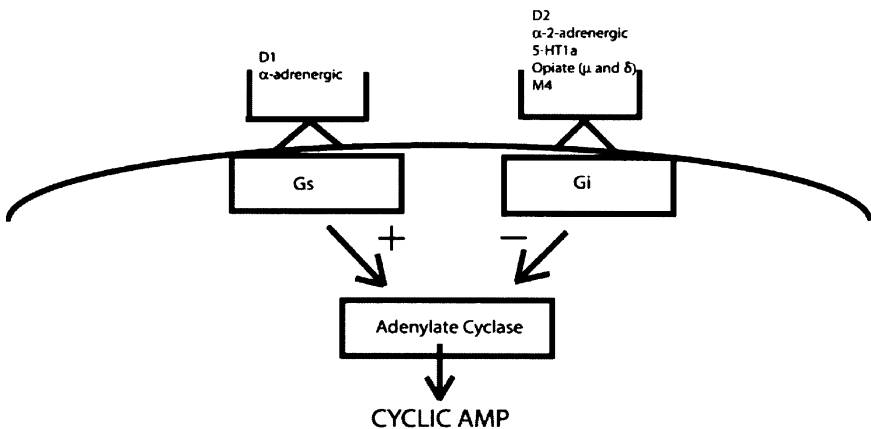 D1
α-adrenergic
D2
α-2-adrenergic
5-HT1a
Opiate (μ and δ)
M4
Gs
Gi
+
−
Adenylate Cyclase
CYCLIC AMP